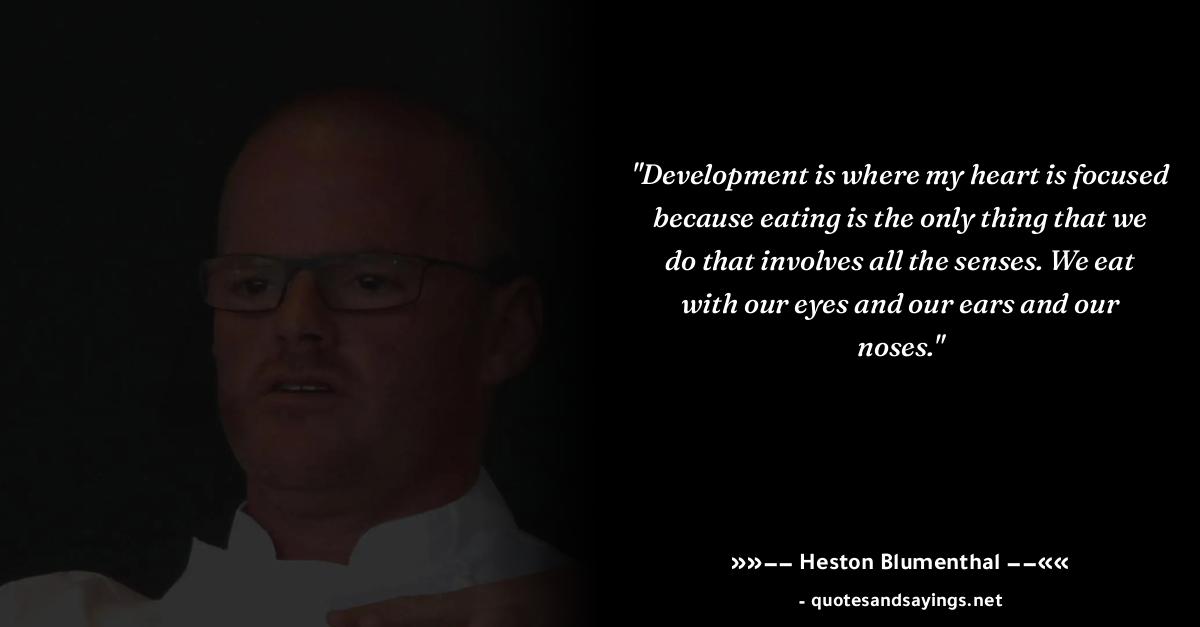 "Development is where my heart is focused
because eating is the only thing that we
do that involves all the senses. We eat
with our eyes and our ears and our
noses."
»»–– Heston Blumenthal ––««
- quotesandsayings.net